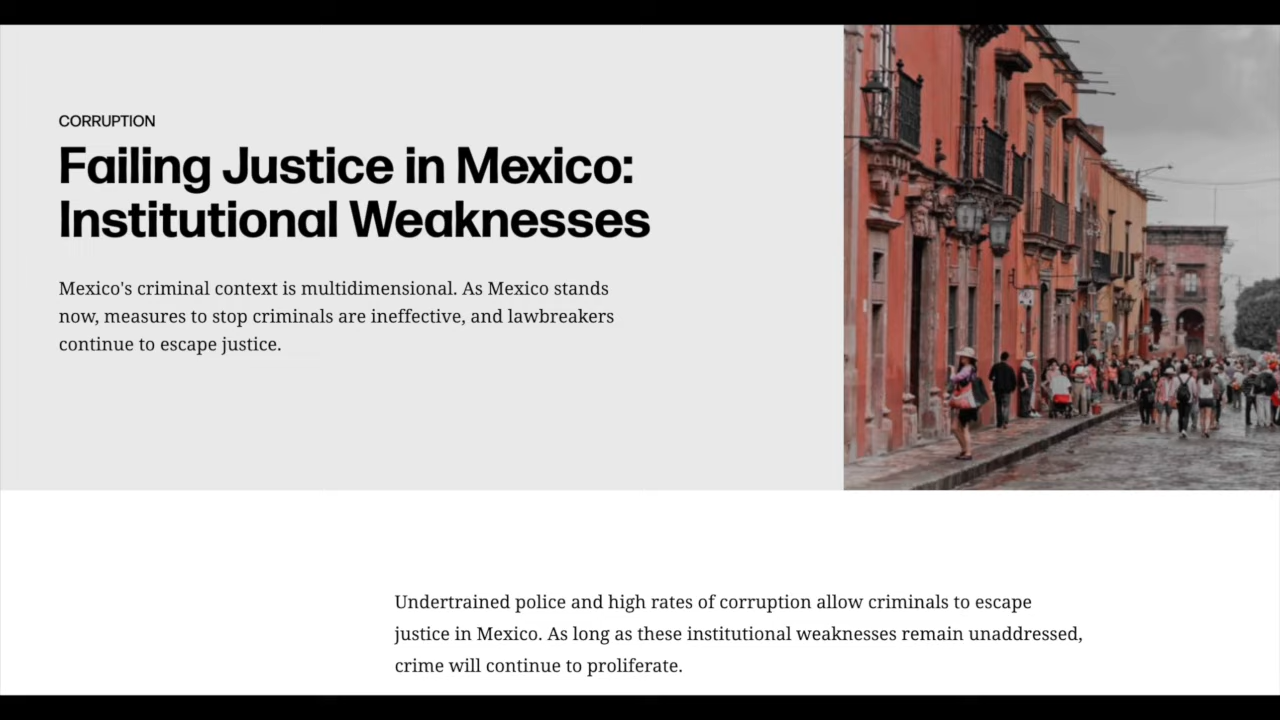 CORRUPTION
Failing Justice in Mexico:
Institutional Weaknesses
Mexico's criminal context is multidimensional. As Mexico stands
now, measures to stop criminals are ineffective, and lawbreakers
continue to escape justice.
Undertrained police and high rates of corruption allow criminals to escape
justice in Mexico. As long as these institutional weaknesses remain unaddressed,
crime will continue to proliferate.